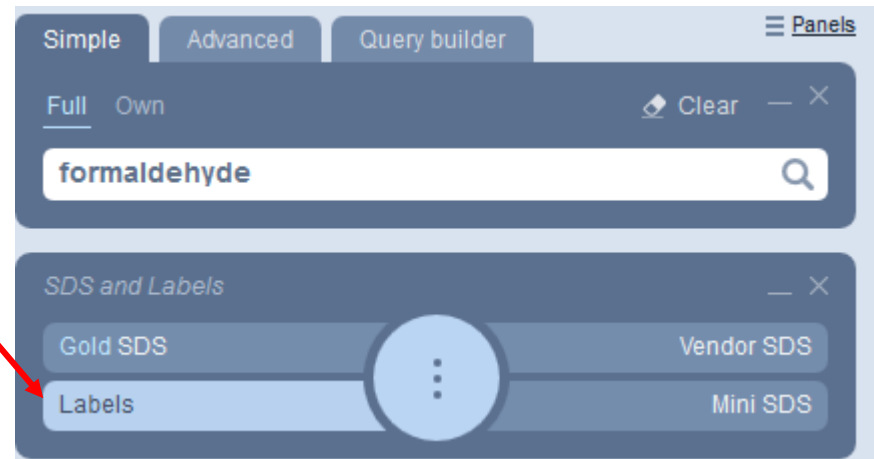 Simple Advanced Query builder Panels
Full Own Clear
formaldehyde
SDS and Labels
Gold SDS Vendor SDS
Labels Mini SDS